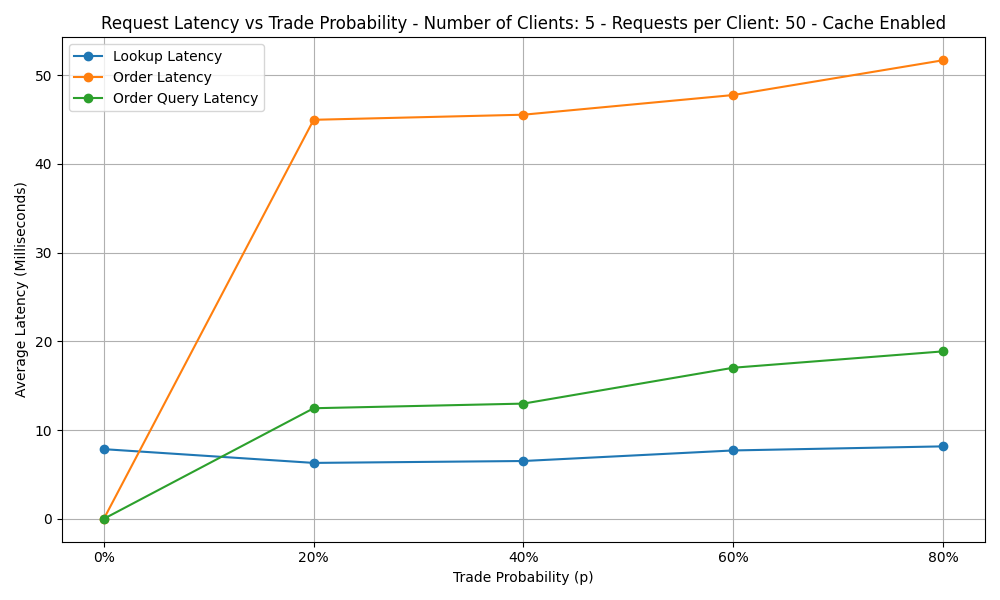 Request Latency vs Trade Probability - Number of Clients: 5 - Requests per Client: 50 - Cache Enabled
Lookup Latency
Order Latency
Order Query Latency
50
40
30
20
10
0
Average Latency (Milliseconds)
0% 20% 40% 60% 80%
Trade Probability (p)